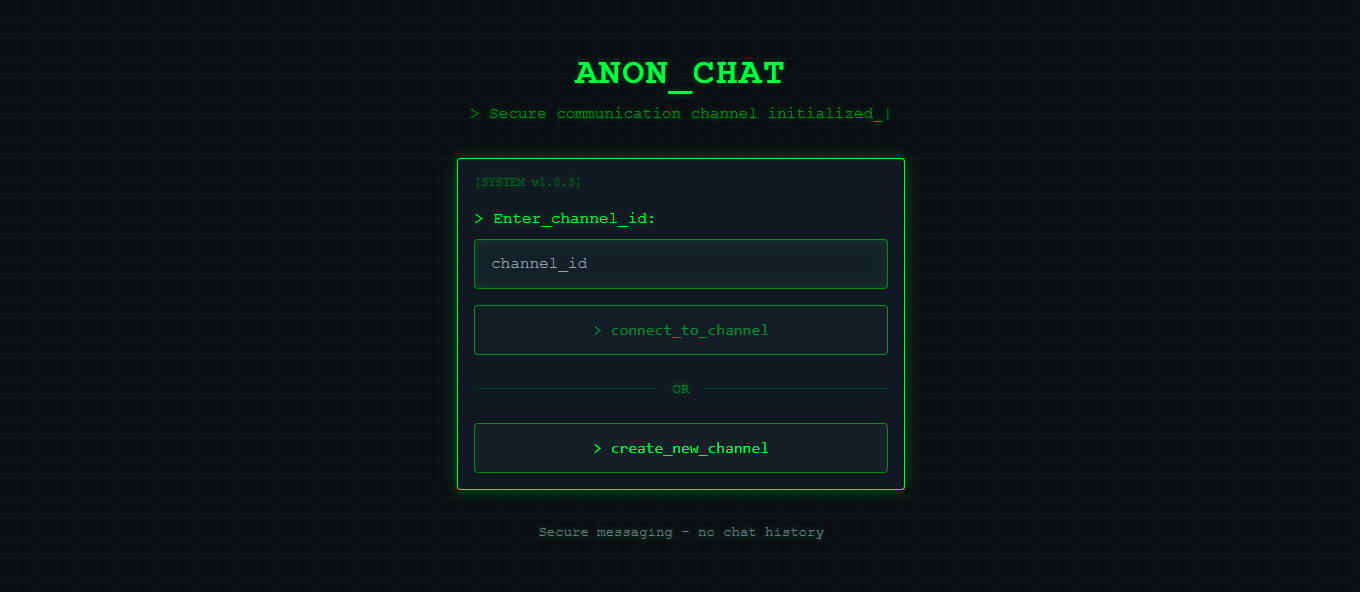 ANON_CHAT
> Secure communication channel initialized_|
[SYSTEM v1.0.3]
> Enter_channel_id:
channel_id
> connect_to_channel
OR
> create_new_channel
Secure messaging - no chat history